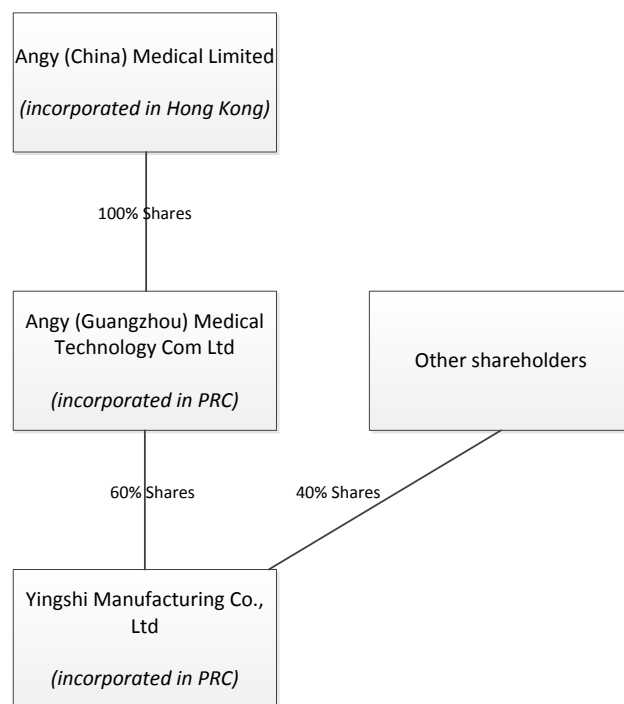 Angy (China) Medical Limited
(incorporated in Hong Kong)
100% Shares
Angy (Guangzhou) Medical
Technology Com Ltd
(incorporated in PRC)
Other shareholders
60% Shares
40% Shares
Yingshi Manufacturing Co.,
Ltd
(incorporated in PRC)